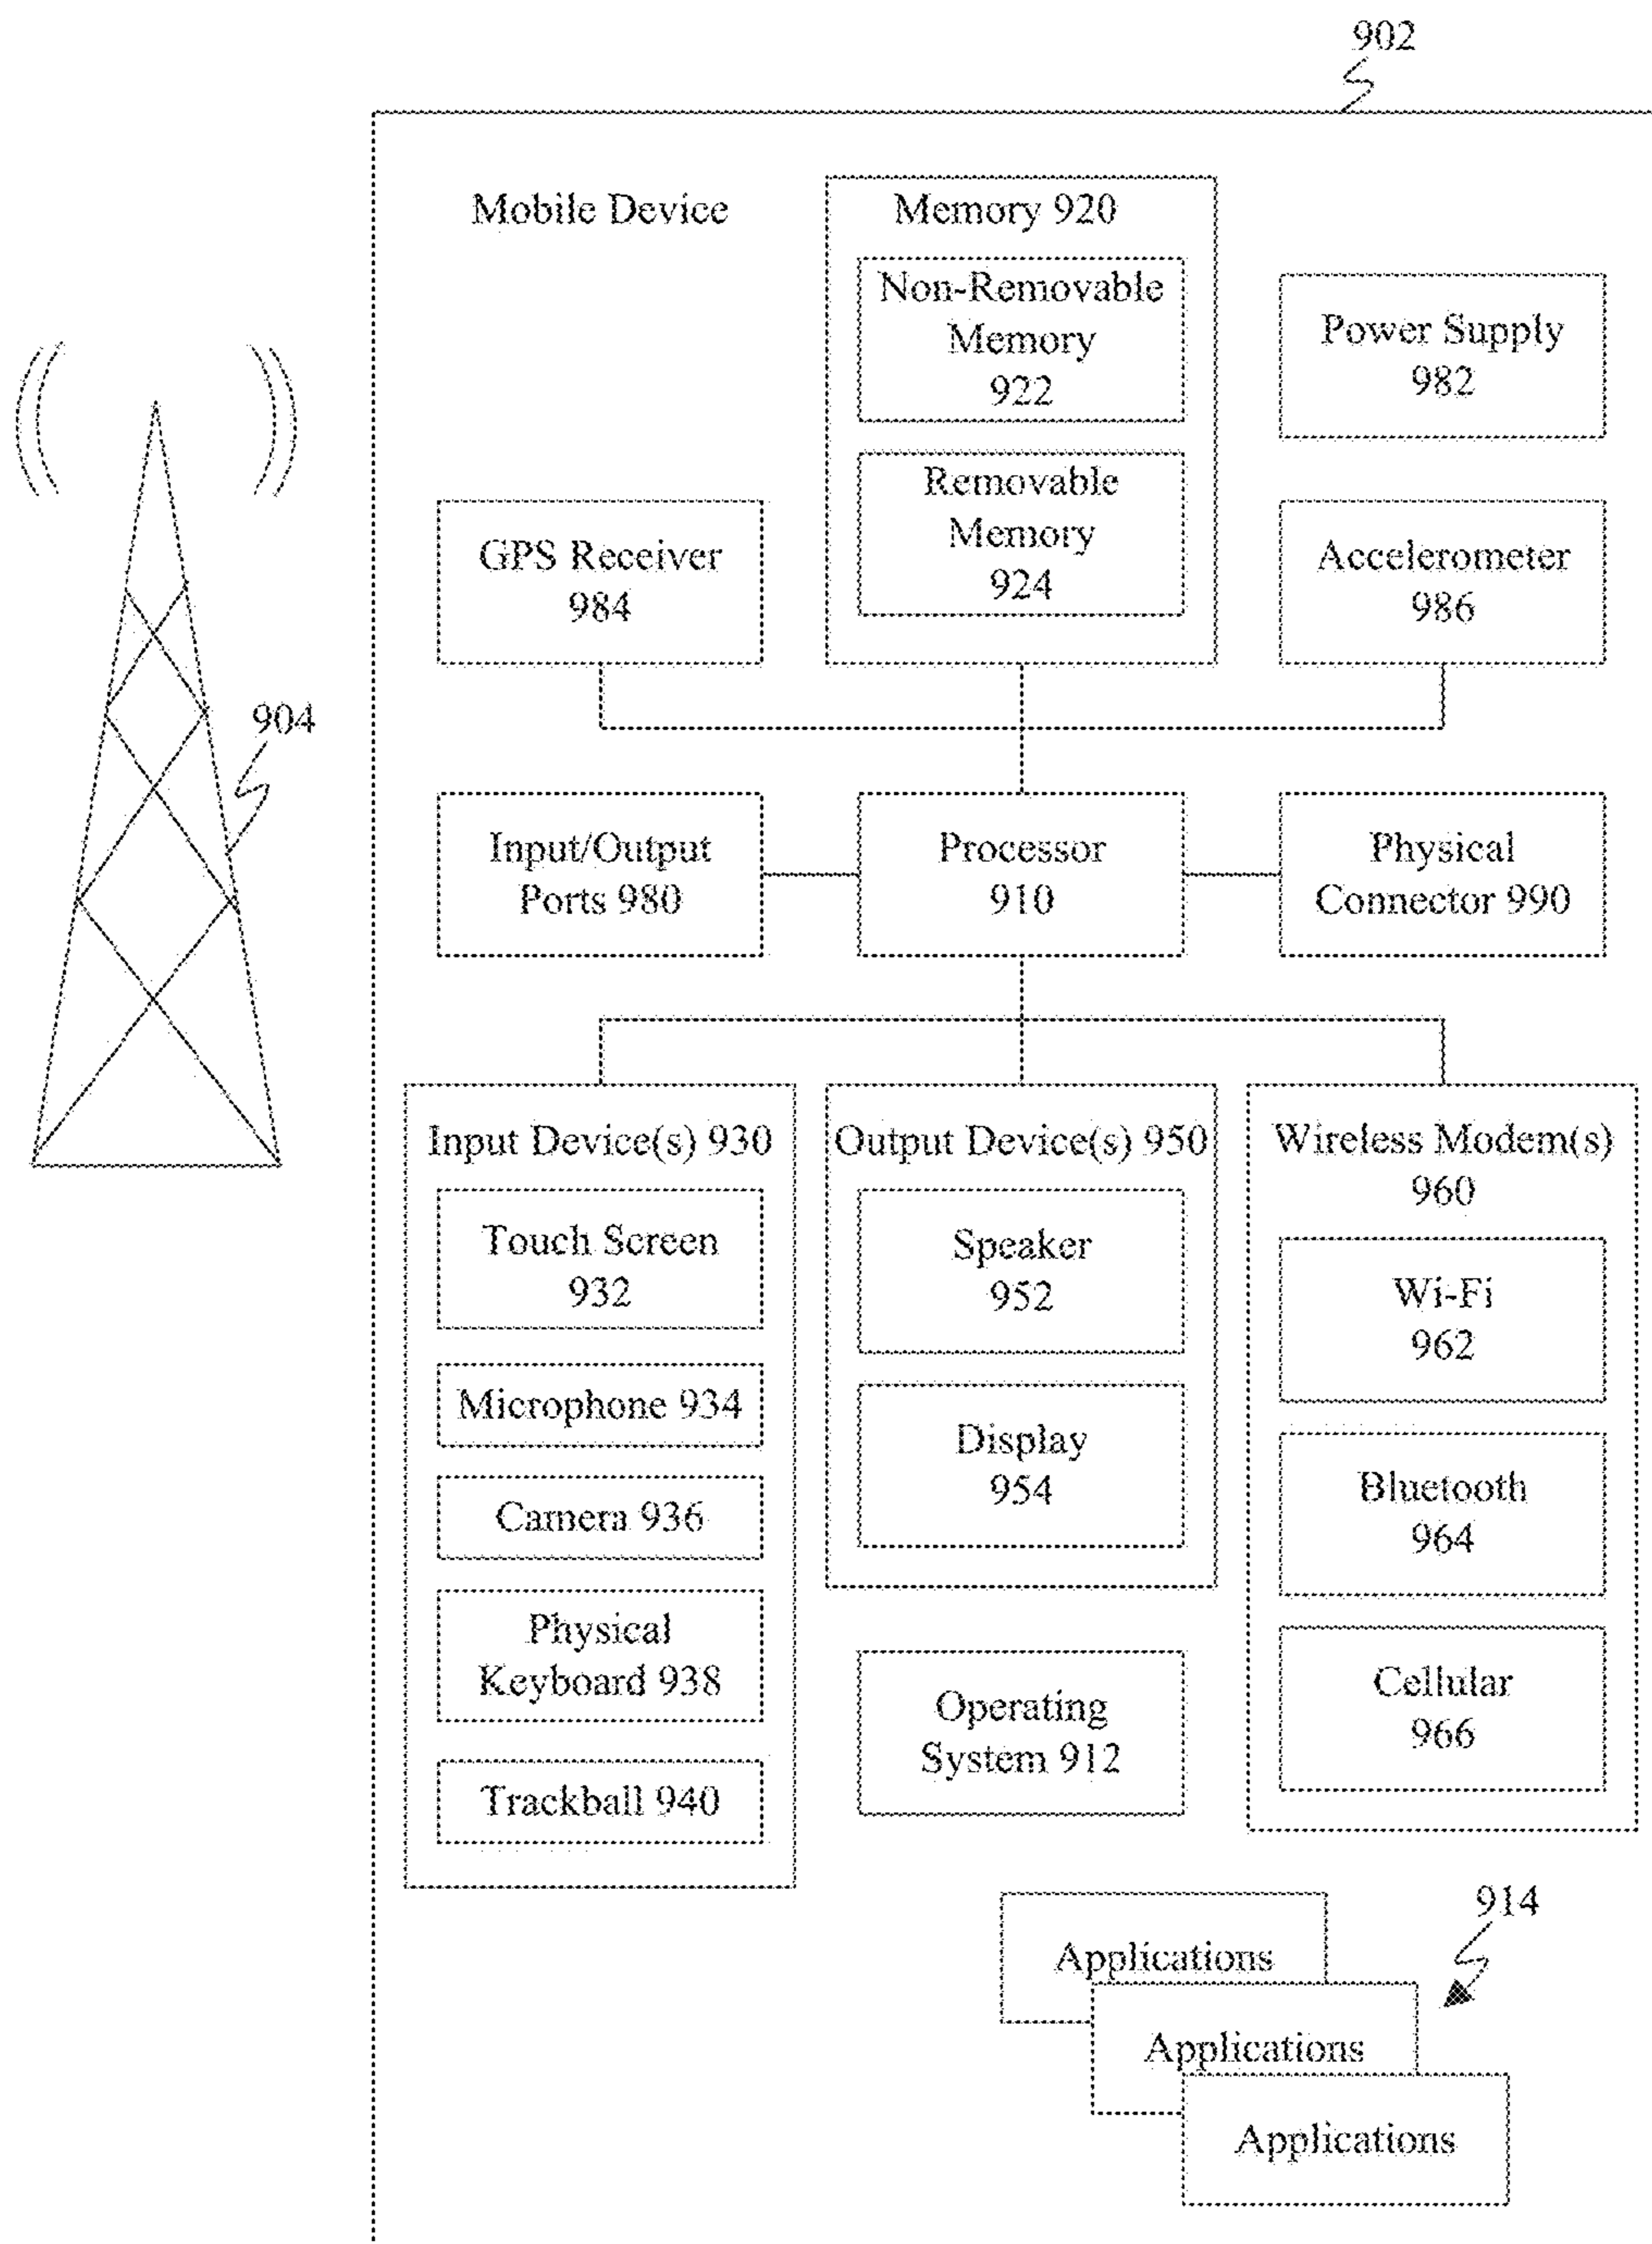 902
Mobile Device
Memory 920
Non-Removable
Memory
922
Power Supply
982
Removable
Memory
924
GPS Receiver
984
Accelerometer
986
904
Input/Output
Ports 980
Processor
910
Physical
Connector 990
Input Device(s) 930
Touch Screen
932
Microphone 934
Camera 936
Physical
Keyboard 938
Trackball 940
Output Device(s) 950
Speaker
952
Display
954
Operating
System 912
Wireless Modem(s)
960
Wi-Fi
962
Bluetooth
964
Cellular
966
914
Applications
Applications
Applications